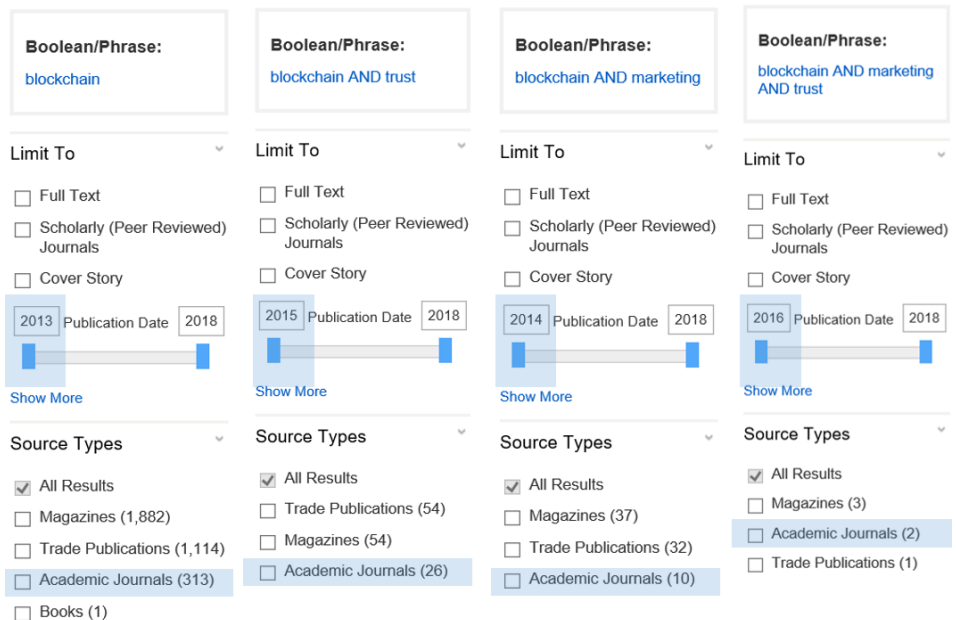 Boolean/Phrase:
blockchain
Limit To
Full Text
Scholarly (Peer Reviewed)
Journals
Cover Story
2013 Publication Date 2018
Show More
Source Types
All Results
Magazines (1,882)
Trade Publications (1,114)
Academic Journals (313)
Books (1)
Boolean/Phrase:
blockchain AND trust
Limit To
Full Text
Scholarly (Peer Reviewed)
Journals
Cover Story
2015 Publication Date 2018
Show More
Source Types
All Results
Trade Publications (54)
Magazines (54)
Academic Journals (26)
Boolean/Phrase:
blockchain AND marketing
Limit To
Full Text
Scholarly (Peer Reviewed)
Journals
Cover Story
2014 Publication Date 2018
Show More
Source Types
All Results
Magazines (37)
Trade Publications (32)
Academic Journals (10)
Boolean/Phrase:
blockchain AND marketing
AND trust
Limit To
Full Text
Scholarly (Peer Reviewed)
Journals
Cover Story
2016 Publication Date 2018
Show More
Source Types
All Results
Magazines (3)
Academic Journals (2)
Trade Publications (1)